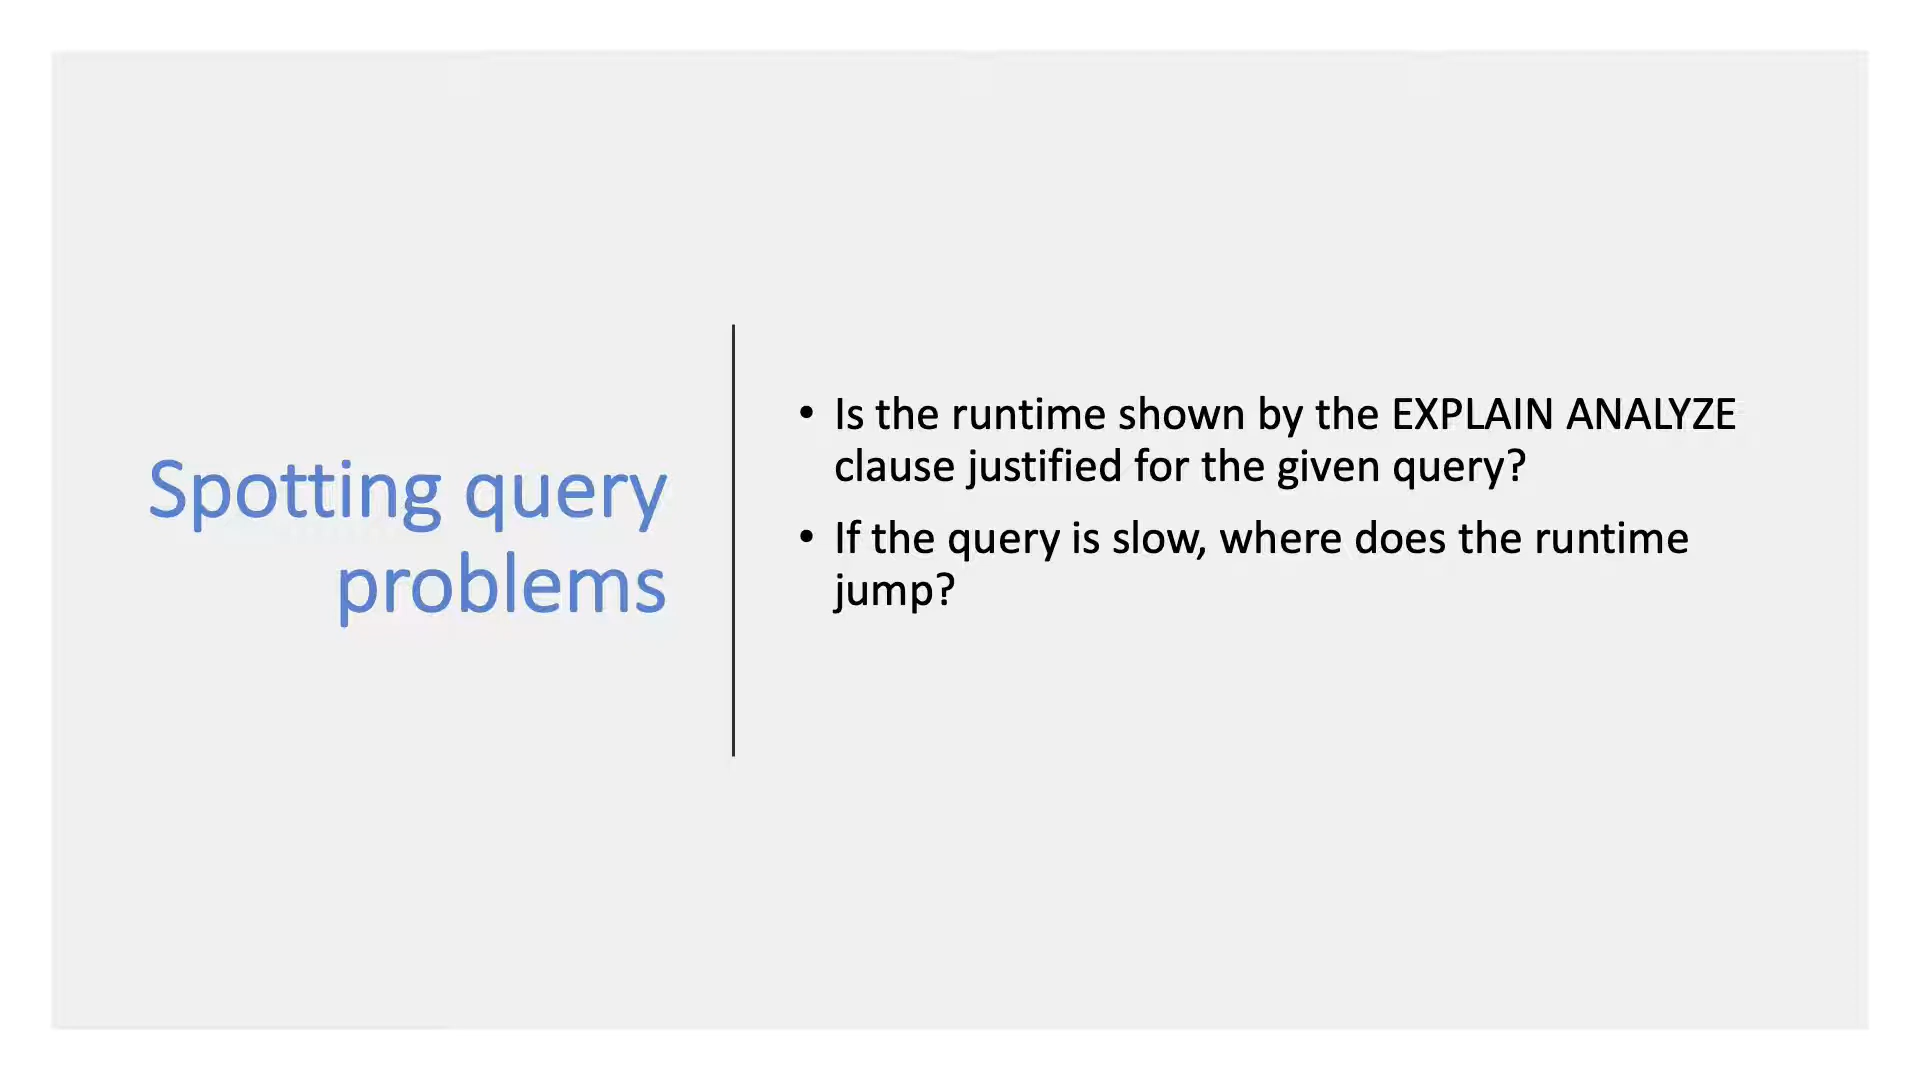 Spotting query
problems
• Is the runtime shown by the EXPLAIN ANALYZE
clause justified for the given query?
• If the query is slow, where does the runtime
jump?